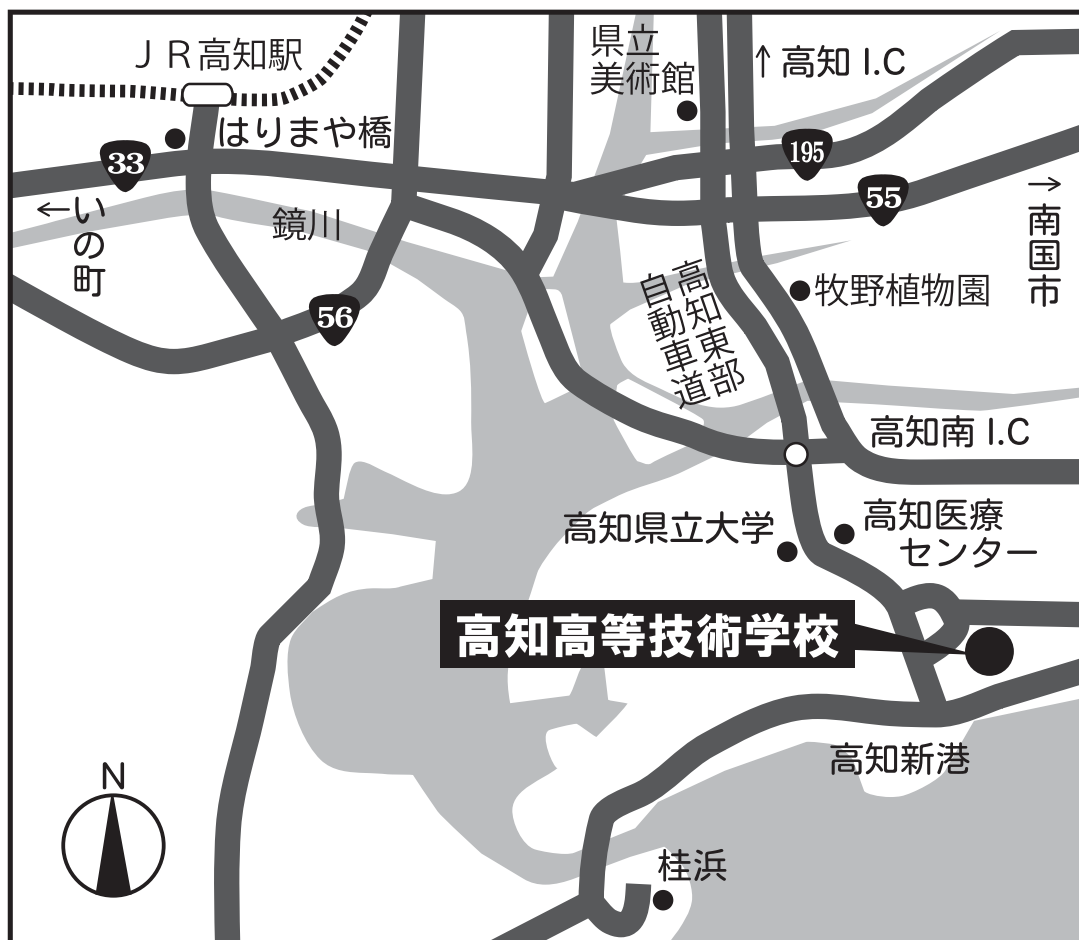 ＪＲ高知駅
県立
美術館
↑高知 I.C
はりまや橋
33
195
55
←いの町
鏡川
→南国市
高知東部
自動車道
牧野植物園
56
高知南 I.C
高知県立大学
高知医療
センター
高知高等技術学校
高知新港
N
桂浜